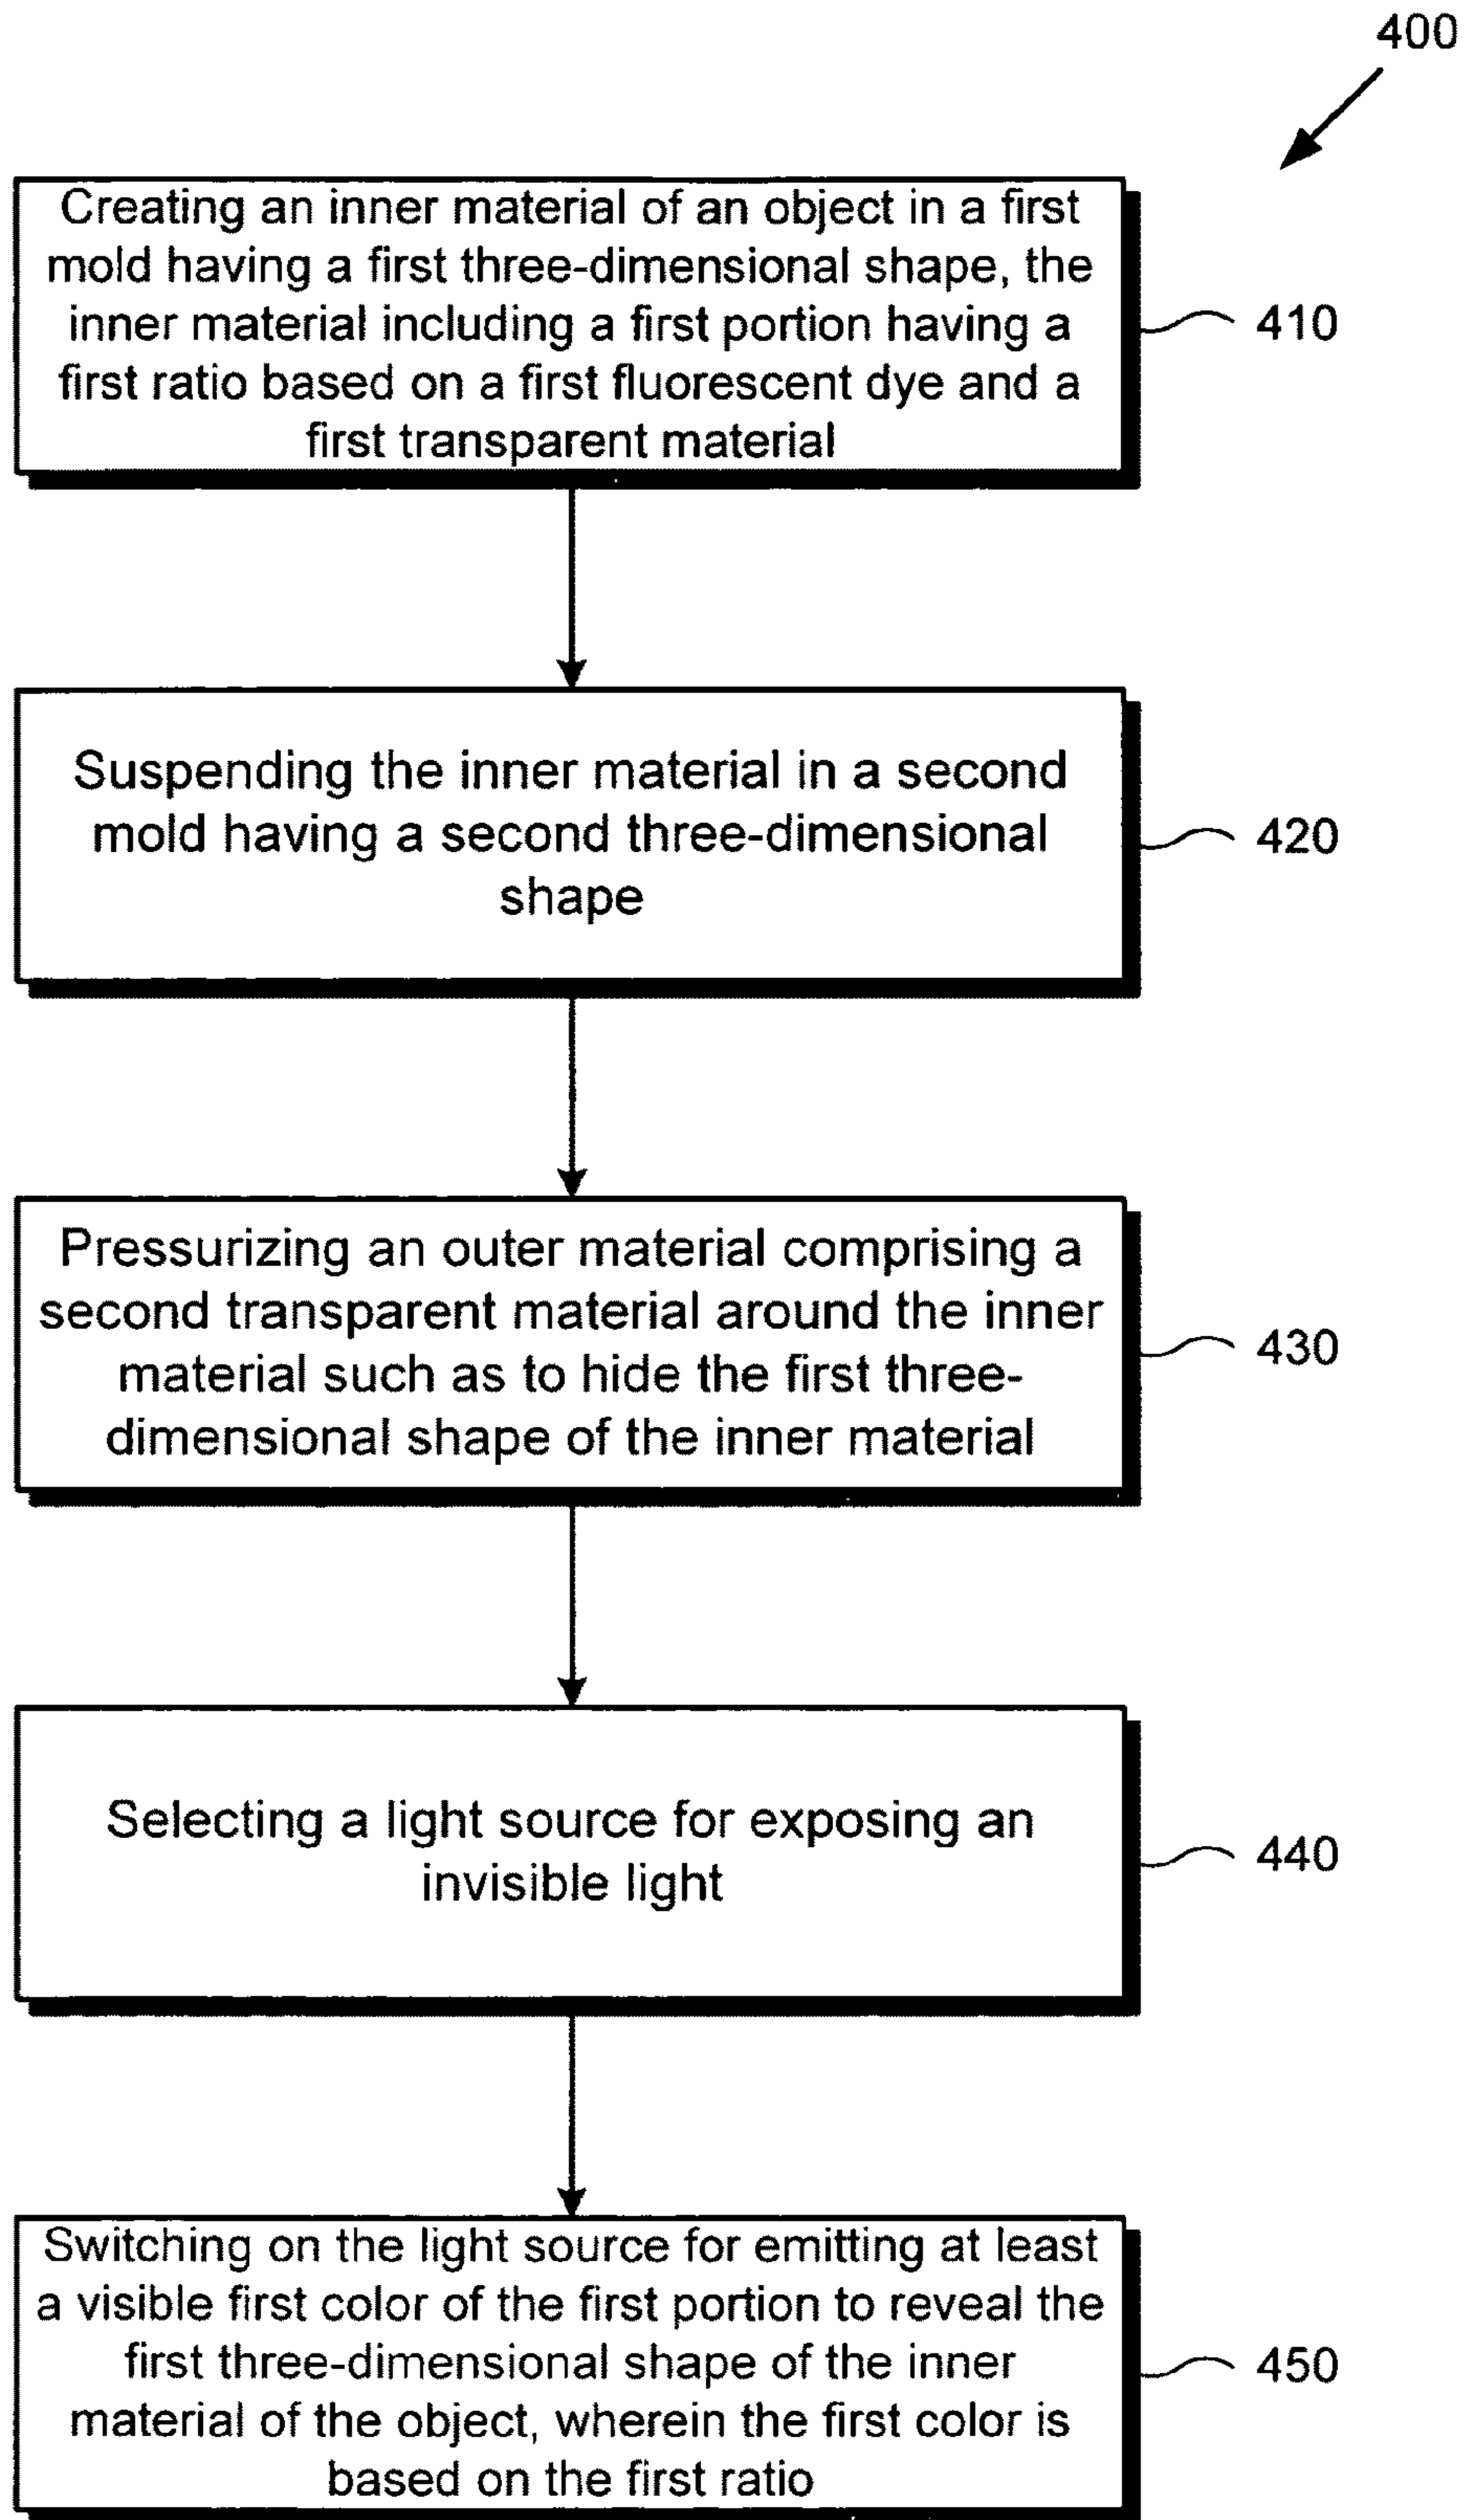 400
Creating an inner material of an object in a first
mold having a first three-dimensional shape, the
inner material including a first portion having a
first ratio based on a first fluorescent dye and a
first transparent material
410
Suspending the inner material in a second
mold having a second three-dimensional
shape
420
Pressurizing an outer material comprising a
second transparent material around the inner
material such as to hide the first three-
dimensional shape of the inner material
430
Selecting a light source for exposing an
invisible light
440
Switching on the light source for emitting at least
a visible first color of the first portion to reveal the
first three-dimensional shape of the inner
material of the object, wherein the first color is
based on the first ratio
450